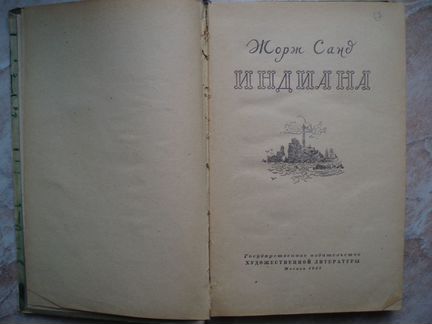 Жорж Санд
ИНДИАНА
Государственное издательство
ХУДОЖЕСТВЕННОЙ ЛИТЕРАТУРЫ
Москва